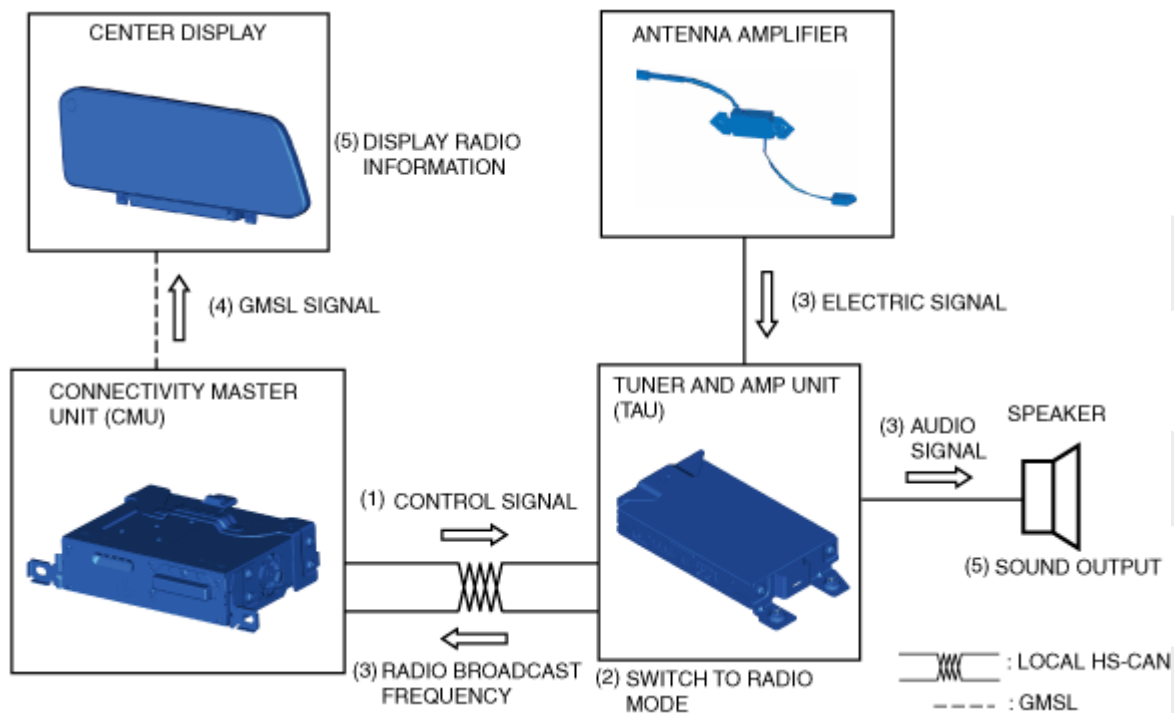 CENTER DISPLAY
(5) DISPLAY RADIO
INFORMATION
ANTENNA AMPLIFIER
(4) GMSL SIGNAL
(3) ELECTRIC SIGNAL
CONNECTIVITY MASTER
UNIT (CMU)
(1) CONTROL SIGNAL
(3) RADIO BROADCAST
FREQUENCY
TUNER AND AMP UNIT
(TAU)
(2) SWITCH TO RADIO
MODE
(3) AUDIO
SIGNAL
SPEAKER
(5) SOUND OUTPUT
: LOCAL HS-CAN
: GMSL